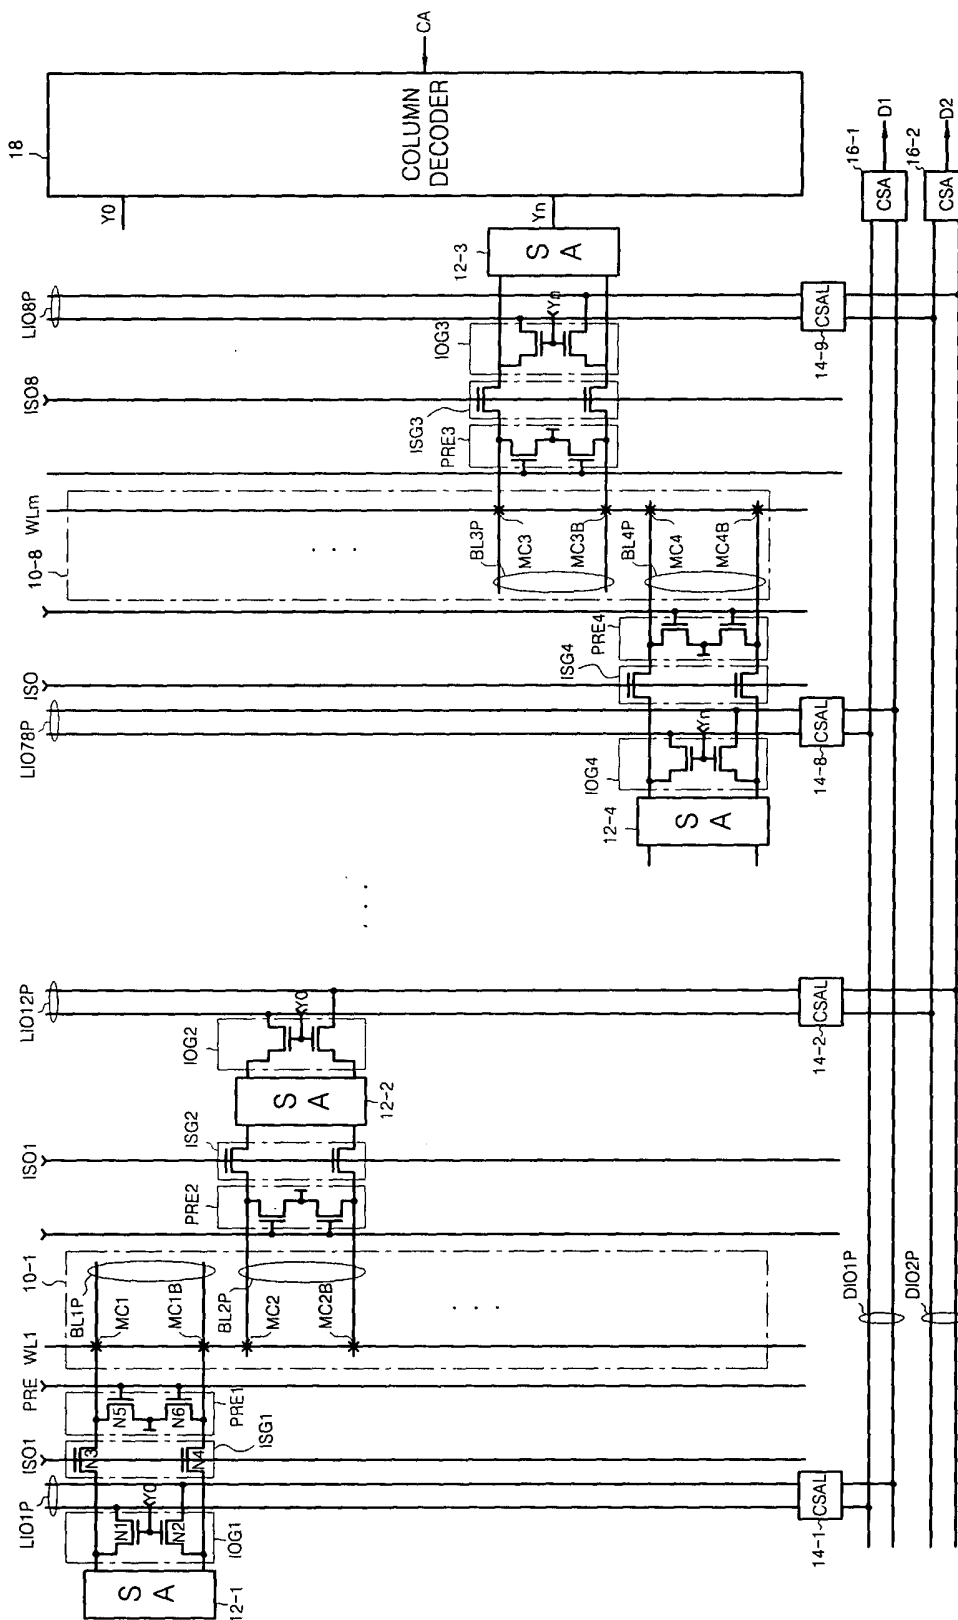 LIO1P
ISO1
PRE
WL1
10-1
ISO1
LIO12P
LIO78P
ISO
10-8
WLm
ISO8
LIO8P
18
Y0
COLUMN
DECODER
CA
Yn
S A
12-1
N1
N2
Y0
IOG1
N3
N4
ISG1
N5
N6
PRE1
BL1P
MC1
MC1B
BL2P
MC2
MC2B
. . .
PRE2
ISG2
S A
12-2
IOG2
Y0
. . .
12-4
S A
IOG4
Yn
ISG4
PRE4
. . .
BL3P
MC3
MC3B
BL4P
MC4
MC4B
PRE3
ISG3
IOG3
Yn
12-3
S A
14-1
CSAL
14-2
CSAL
14-8
CSAL
14-9
CSAL
DIO1P
DIO2P
16-1
CSA
D1
16-2
CSA
D2